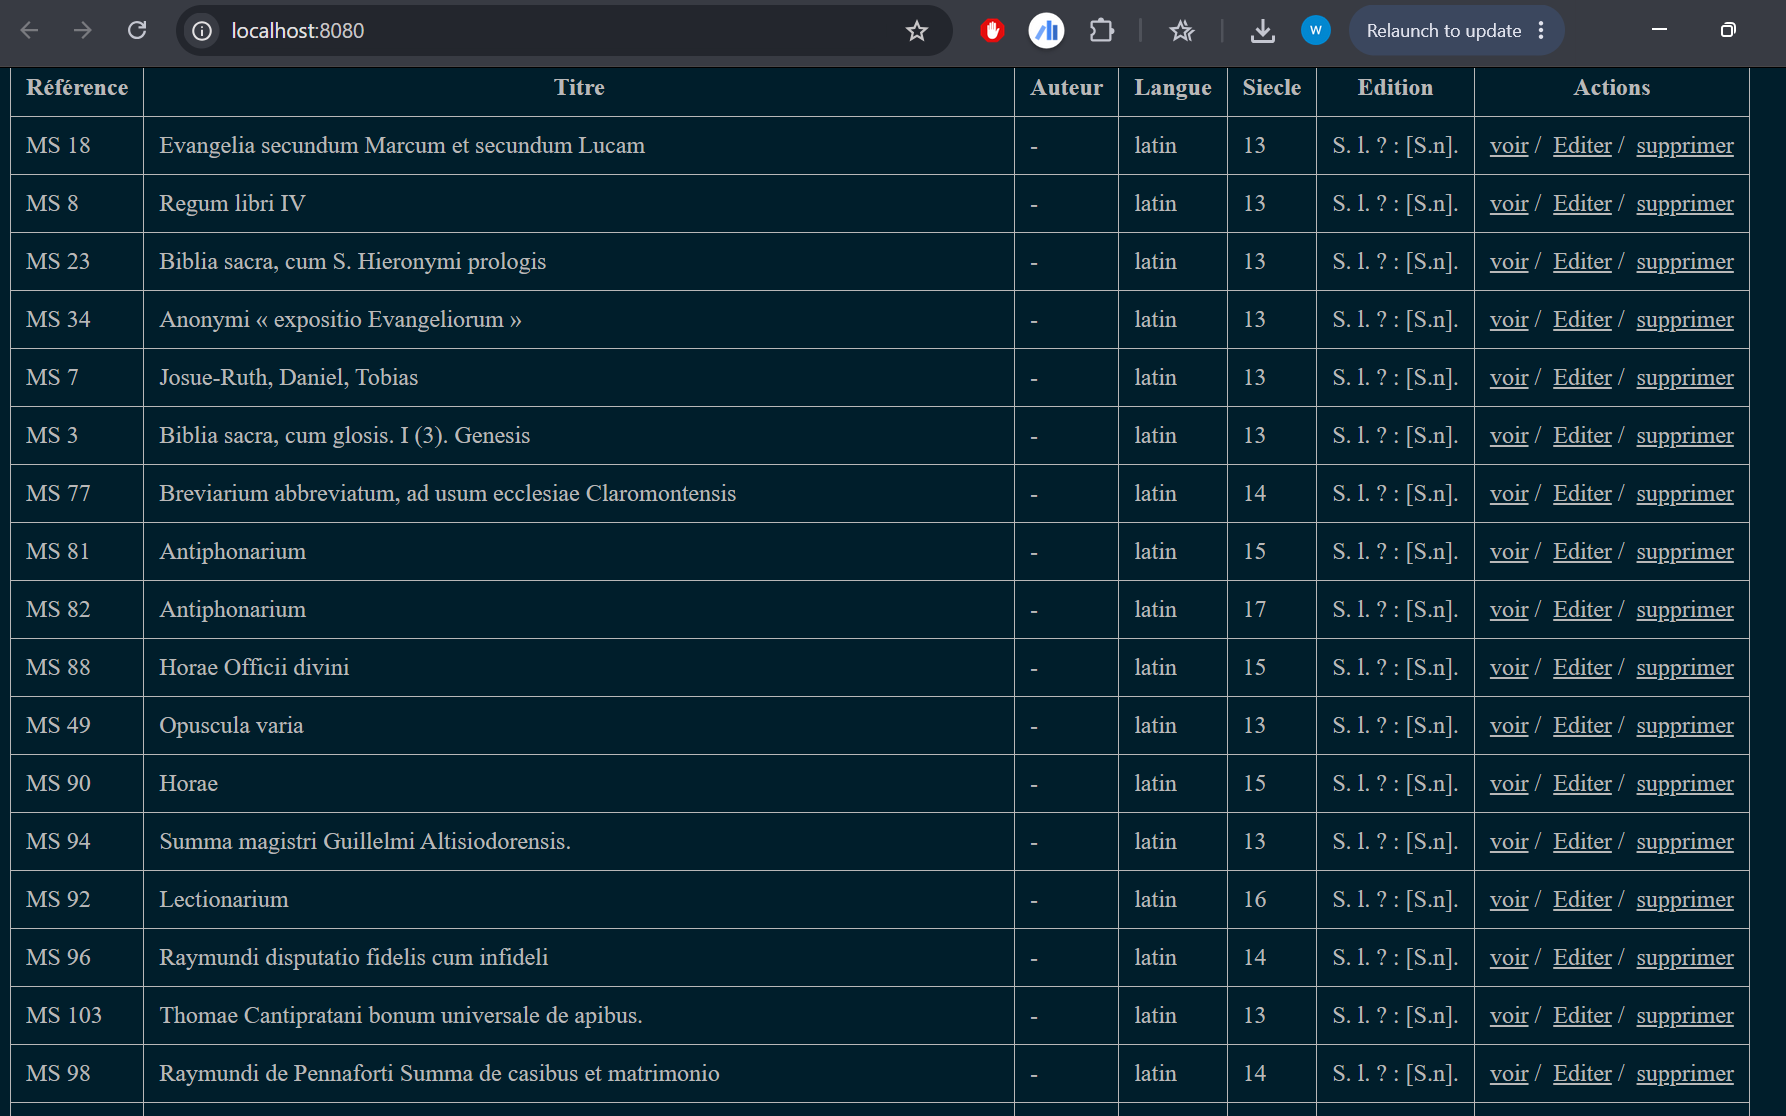 localhost:8080
W
Relaunch to update
Référence Titre Auteur Langue Siecle Edition Actions
MS 18 Evangelia secundum Marcum et secundum Lucam - latin 13 S. l. ? : [S.n]. voir / Editer / supprimer
MS 8 Regum libri IV - latin 13 S. l. ? : [S.n]. voir / Editer / supprimer
MS 23 Biblia sacra, cum S. Hieronymi prologis - latin 13 S. l. ? : [S.n]. voir / Editer / supprimer
MS 34 Anonymi « expositio Evangeliorum » - latin 13 S. l. ? : [S.n]. voir / Editer / supprimer
MS 7 Josue-Ruth, Daniel, Tobias - latin 13 S. l. ? : [S.n]. voir / Editer / supprimer
MS 3 Biblia sacra, cum glosis. I (3). Genesis - latin 13 S. l. ? : [S.n]. voir / Editer / supprimer
MS 77 Breviarium abbreviatum, ad usum ecclesiae Claromontensis - latin 14 S. l. ? : [S.n]. voir / Editer / supprimer
MS 81 Antiphonarium - latin 15 S. l. ? : [S.n]. voir / Editer / supprimer
MS 82 Antiphonarium - latin 17 S. l. ? : [S.n]. voir / Editer / supprimer
MS 88 Horae Officii divini - latin 15 S. l. ? : [S.n]. voir / Editer / supprimer
MS 49 Opuscula varia - latin 13 S. l. ? : [S.n]. voir / Editer / supprimer
MS 90 Horae - latin 15 S. l. ? : [S.n]. voir / Editer / supprimer
MS 94 Summa magistri Guillelmi Altisiodorensis. - latin 13 S. l. ? : [S.n]. voir / Editer / supprimer
MS 92 Lectionarium - latin 16 S. l. ? : [S.n]. voir / Editer / supprimer
MS 96 Raymundi disputatio fidelis cum infideli - latin 14 S. l. ? : [S.n]. voir / Editer / supprimer
MS 103 Thomae Cantipratani bonum universale de apibus. - latin 13 S. l. ? : [S.n]. voir / Editer / supprimer
MS 98 Raymundi de Pennaforti Summa de casibus et matrimonio - latin 14 S. l. ? : [S.n]. voir / Editer / supprimer